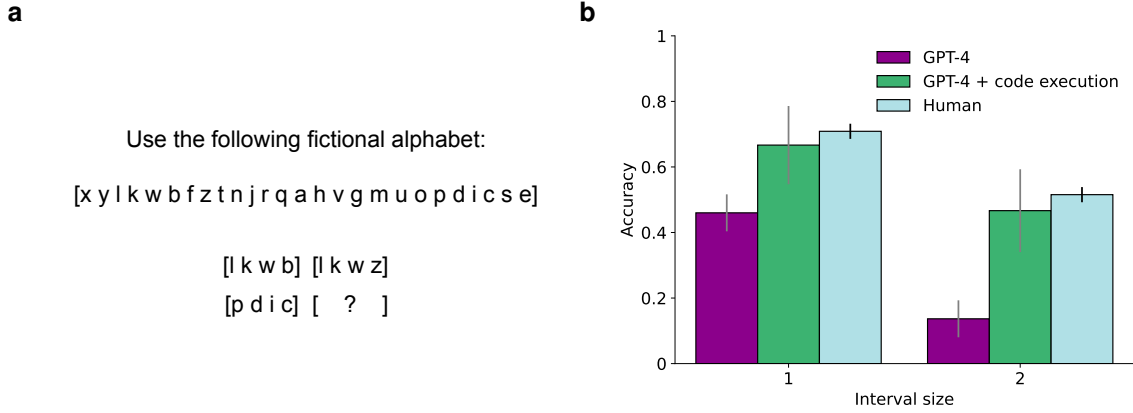 a
Use the following fictional alphabet:
[x y l k w b f z t n j r q a h v g m u o p d i c s e]
[l k w b] [l k w z]
[p d i c] [ ? ]
b
1
0.8
0.6
0.4
0.2
0
Accuracy
GPT-4
GPT-4 + code execution
Human
1 2
Interval size